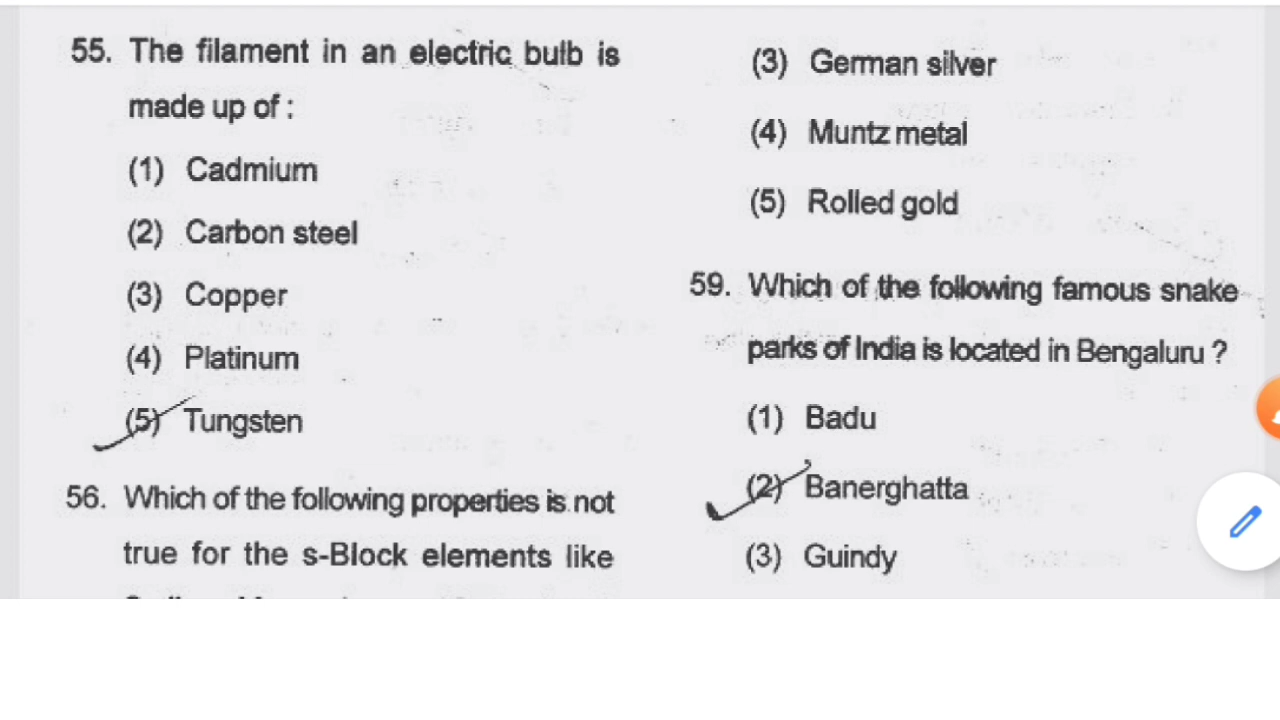 55. The filament in an electric bulb is
made up of :
(1) Cadmium
(2) Carbon steel
(3) Copper
(4) Platinum
(5) Tungsten
56. Which of the following properties is not
true for the s-Block elements like
(3) German silver
(4) Muntz metal
(5) Rolled gold
59. Which of the following famous snake
parks of India is located in Bengaluru ?
(1) Badu
(2) Banerghatta
(3) Guindy